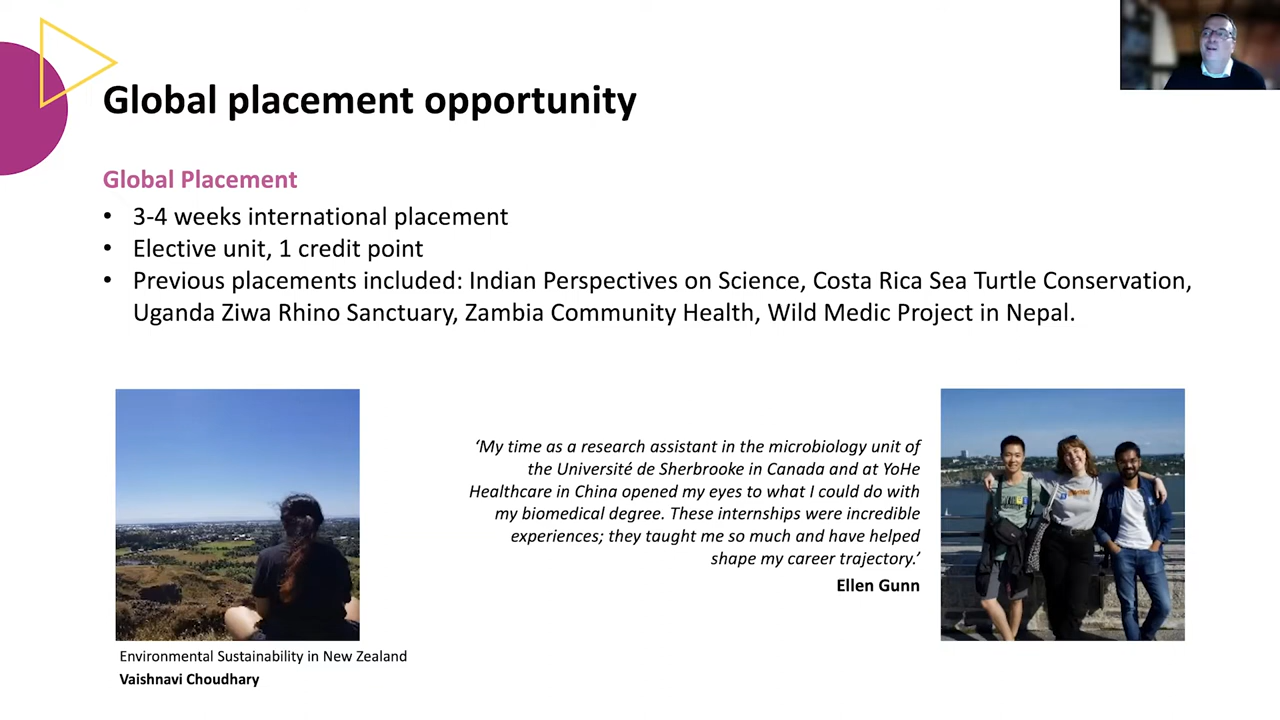 Global placement opportunity
Global Placement
• 3-4 weeks international placement
• Elective unit, 1 credit point
• Previous placements included: Indian Perspectives on Science, Costa Rica Sea Turtle Conservation,
Uganda Ziwa Rhino Sanctuary, Zambia Community Health, Wild Medic Project in Nepal.
‘My time as a research assistant in the microbiology unit of
the Université de Sherbrooke in Canada and at YoHe
Healthcare in China opened my eyes to what I could do with
my biomedical degree. These internships were incredible
experiences; they taught me so much and have helped
shape my career trajectory.’
Ellen Gunn
Environmental Sustainability in New Zealand
Vaishnavi Choudhary